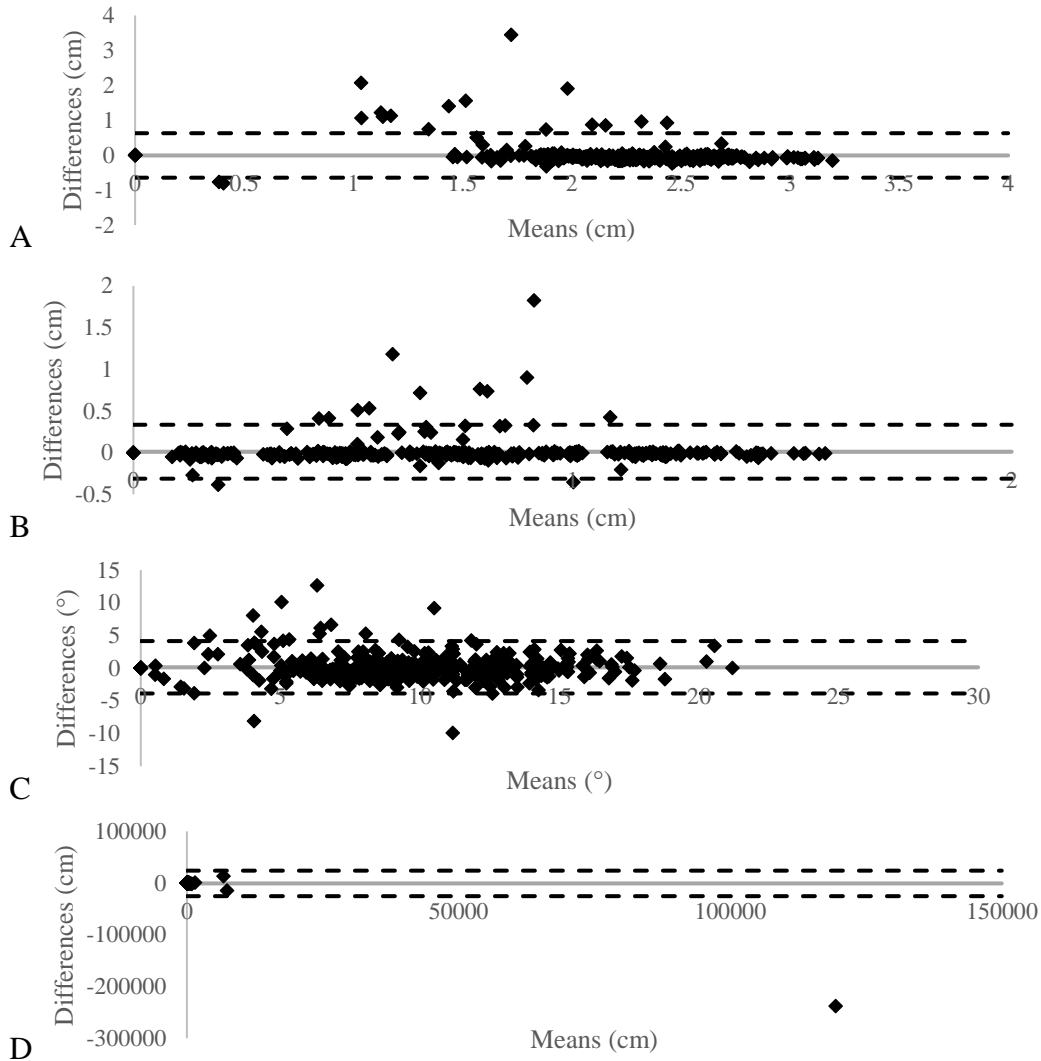 4
3
2
1
0
-1
-2
Differences (cm)
0 0.5 1 1.5 2 2.5 3 3.5 4
Means (cm)
A
2
1.5
1
0.5
0
-0.5
Differences (cm)
0 1 2
Means (cm)
B
15
10
5
0
-5
-10
-15
Differences (°)
0 5 10 15 20 25 30
Means (°)
C
100000
0
-100000
-200000
-300000
Differences (cm)
0 50000 100000 150000
Means (cm)
D